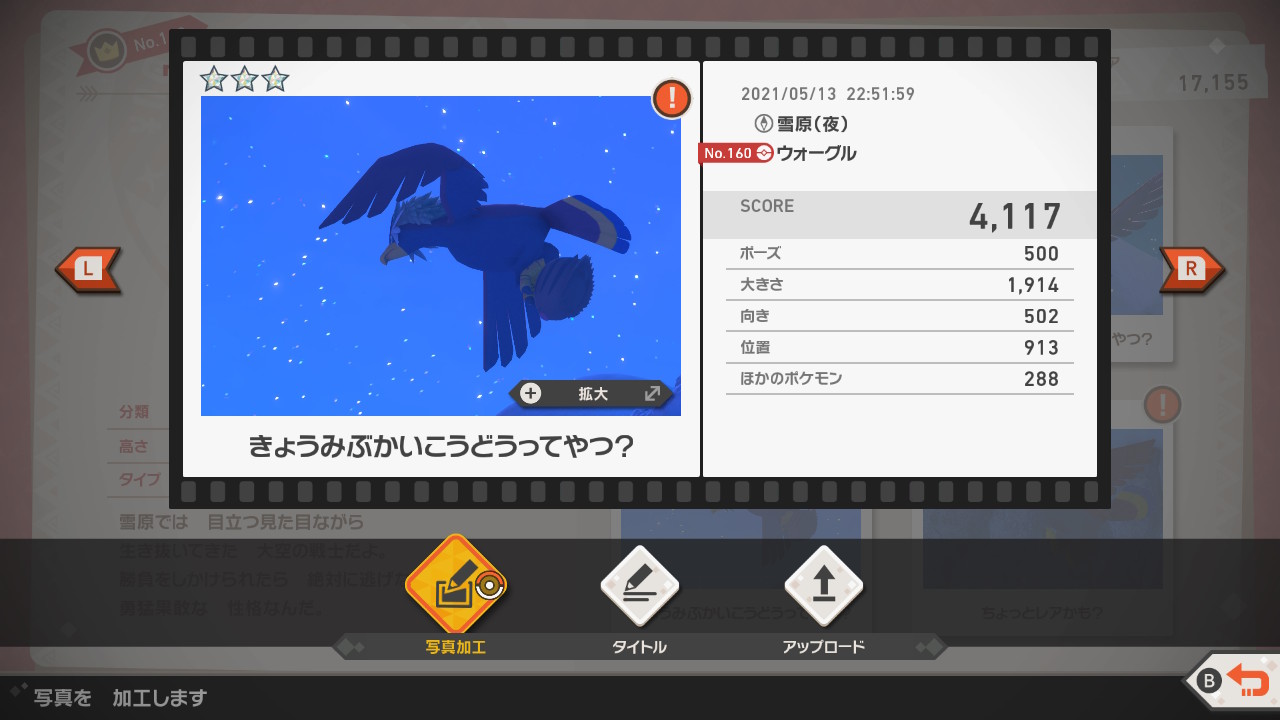 No.1
17,155
2021/05/13 22:51:59
雪原(夜)
No.160 ウォーグル
SCORE 4,117
ポーズ 500
大きさ 1,914
向き 502
位置 913
ほかのポケモン 288
+ 拡大
きょうみぶかいこうどうってやつ?
L
R
やつ?
分類
高さ
タイプ
雪原では 目立つ見た目ながら
生き抜いてきた 大空の戦士だよ。
勝負をしかけられたら 絶対に逃げ
性格なんだ。
うみぶかいこうどうって
ちょっとレアかも?
写真加工
タイトル
アップロード
写真を 加工します
B